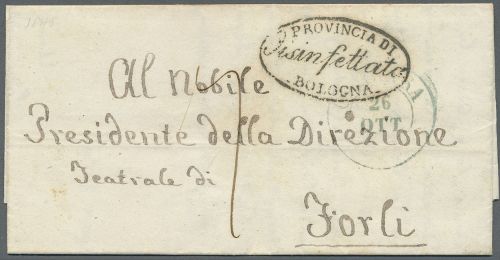 PROVINCIA DI
Disinfettato
BOLOGNA
26
OTT
Al Nobile
Presidente della Direzione
Teatrale di
Forlì